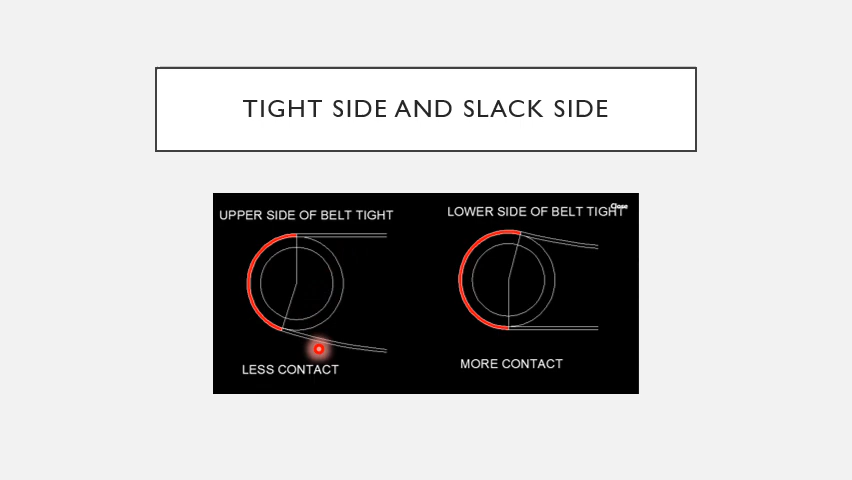 TIGHT SIDE AND SLACK SIDE
UPPER SIDE OF BELT TIGHT
LOWER SIDE OF BELT TIGHT
Close
LESS CONTACT
MORE CONTACT